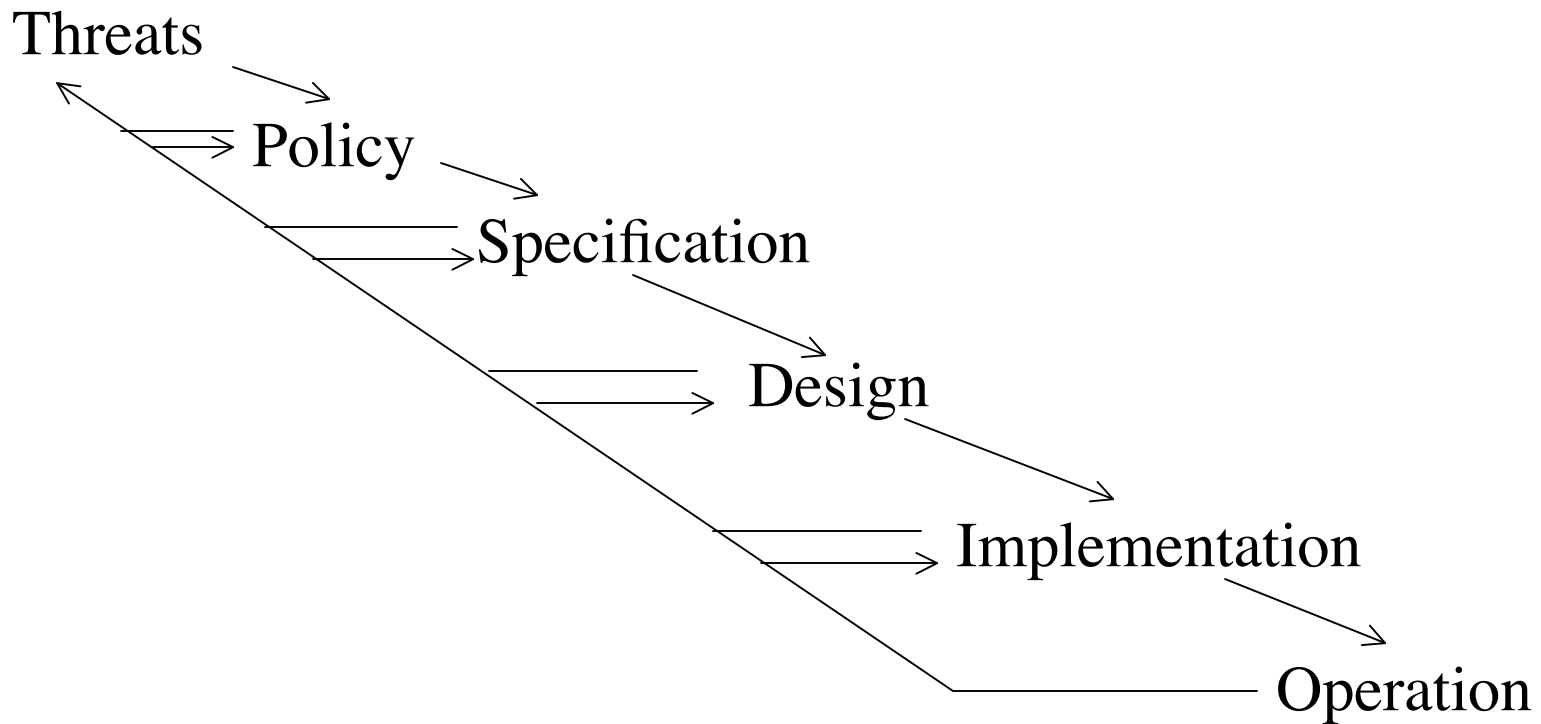 Threats
Policy
Specification
Design
Implementation
Operation